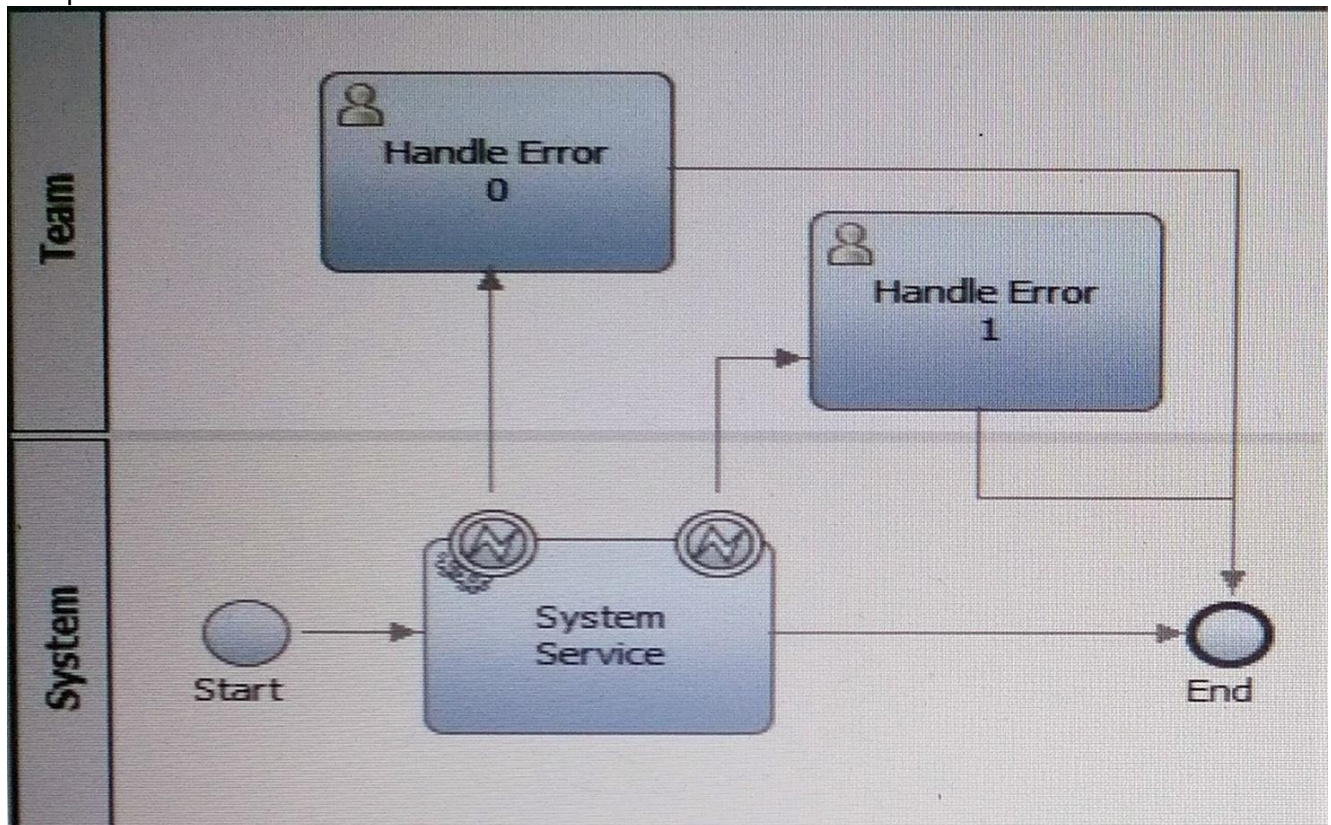 Team
Handle Error
0
Handle Error
1
System
Start
System
Service
End